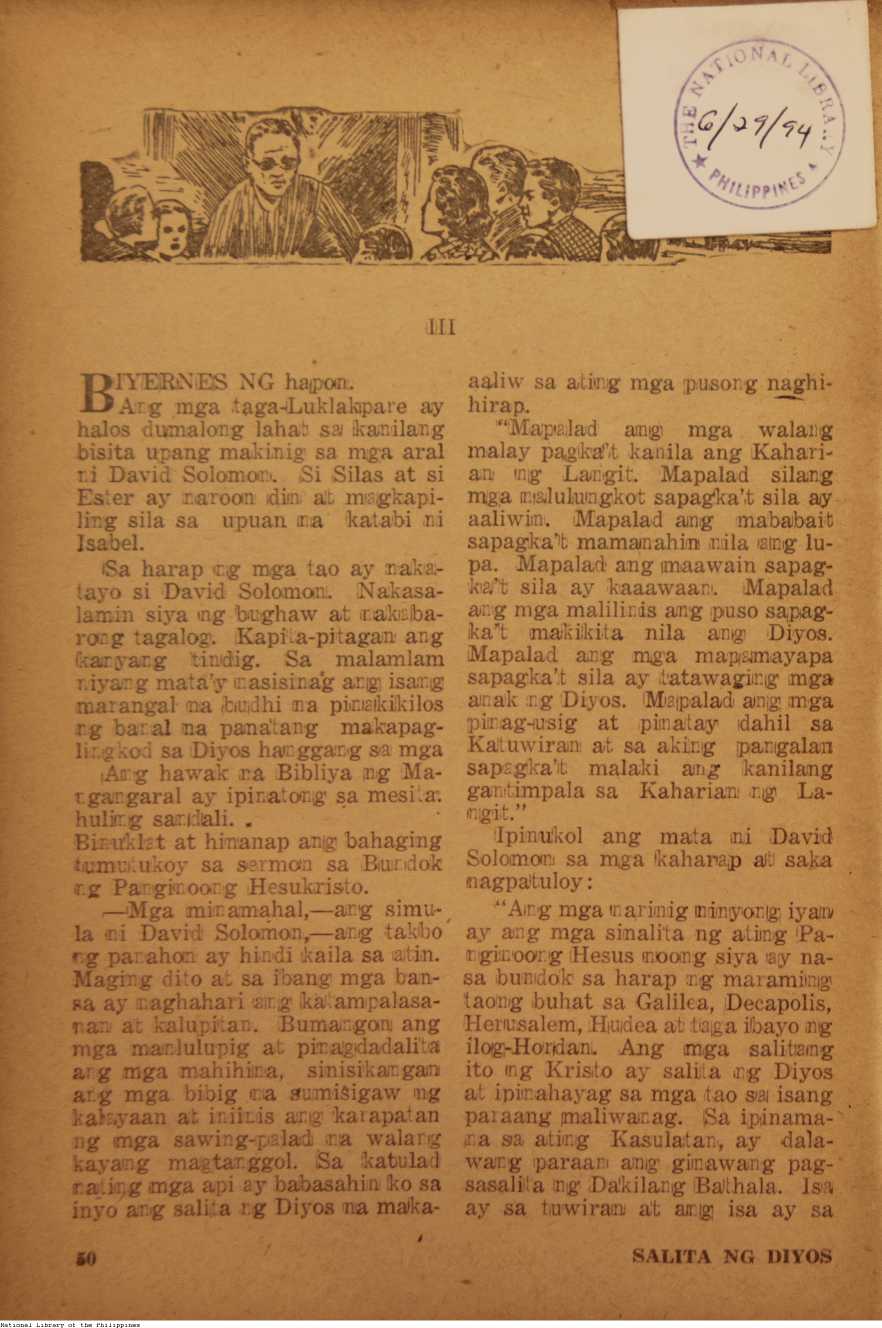 THE NATIONAL LIBRARY
6/29/94
PHILIPPINES
III
BIYERNES NG hapon.
Ang mga taga-Luklakpare ay
halos dumalong lahat sa kanilang
bisita upang makinig sa mga aral
ni David Solomon. Si Silas at si
Ester ay naroon din at magkapi-
ling sila sa upuan na katabi ni
Isabel.
Sa harap ng mga tao ay naka-
tayo si David Solomon. Nakasa-
lamin siya ng bughaw at nakaba-
rong tagalog. Kapita-pitagan ang
kanyang tindig. Sa malamlam
niyang mata'y nasisinag ang isang
marangal na budhi na pinakikilos
ng banal na panatang makapag-
lingkod sa Diyos hanggang sa mga
Ang hawak na Bibliya ng Ma-
ngangaral ay ipinatong sa mesita.
huling sandali. .
Binuklat at hinanap ang bahaging
tumutukoy sa sermon sa Bundok
ng Panginoong Hesukristo.
—Mga minamahal,—ang simu-
la ni David Solomon,—ang takbo
ng panahon ay hindi kaila sa atin.
Maging dito at sa ibang mga ban-
sa ay naghahari ang katampalasa-
nan at kalupitan. Bumangon ang
mga manlulupig at pinagdadalita
ang mga mahihina, sinisikangan
ang mga bibig na sumisigaw ng
kalayaan at iniinis ang karapatan
ng mga sawing-palad na walang
kayang magtanggol. Sa katulad
nating mga api ay babasahin ko sa
inyo ang salita ng Diyos na maka-
aaliw sa ating mga pusong naghi-
hirap.
"Mapalad ang mga walang
malay pagka't kanila ang Kahari-
an ng Langit. Mapalad silang
mga malulungkot sapagka't sila ay
aaliwin. Mapalad ang mababait
sapagka't mamanahin nila ang lu-
pa. Mapalad ang maawain sapag-
ka't sila ay kaaawaan. Mapalad
ang mga malilinis ang puso sapag-
ka't makikita nila ang Diyos.
Mapalad ang mga mapamayapa
sapagka't sila ay tatawaging mga
anak ng Diyos. Mapalad ang mga
pinag-usig at pinatay dahil sa
Katuwiran at sa aking pangalan
sapagka't malaki ang kanilang
gantimpala sa Kaharian ng La-
ngit."
Ipinukol ang mata ni David
Solomon sa mga kaharap at saka
nagpatuloy:
"Ang mga narinig ninyong iyan
ay ang mga sinalita ng ating Pa-
nginoong Hesus noong siya ay na-
sa bundok sa harap ng maraming
taong buhat sa Galilea, Decapolis,
Herusalem, Hudea at taga ibayo ng
ilog-Hordan. Ang mga salitang
ito ng Kristo ay salita ng Diyos
at ipinahayag sa mga tao sa isang
paraang maliwanag. Sa ipinama-
na sa ating Kasulatan, ay dala-
wang paraan ang ginawang pag-
sasalita ng Dakilang Bathala. Isa
ay sa tuwiran at ang isa ay sa
50
SALITA NG DIYOS
National Library of the Philippines